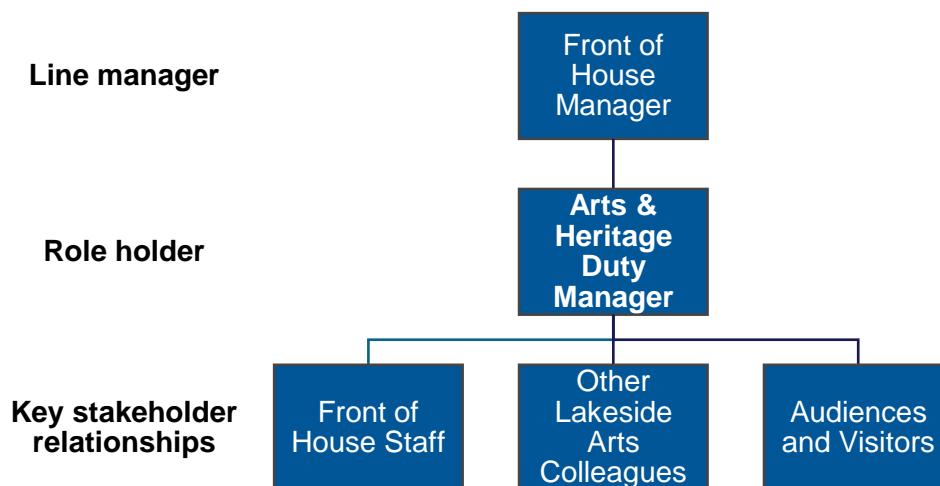 Line manager
Front of
House
Manager
Role holder
Arts &
Heritage
Duty
Manager
Key stakeholder
relationships
Front of
House Staff
Other
Lakeside
Arts
Colleagues
Audiences
and Visitors